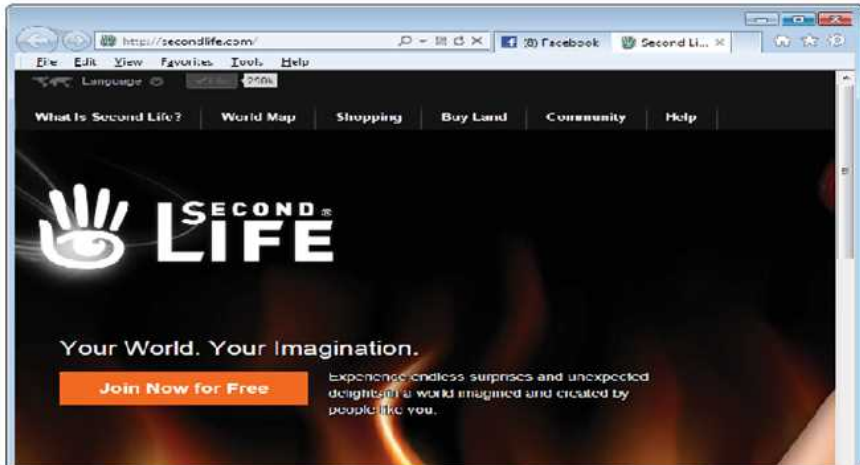 http://secondlife.com/
(8) Facebook
Second Li...
File Edit View Favorites Tools Help
Language
What Is Second Life? World Map Shopping Buy Land Community Help
SECOND®
LIFE
Your World. Your Imagination.
Join Now for Free
Experience endless surprises and unexpected
delights in a world imagined and created by
people like you.